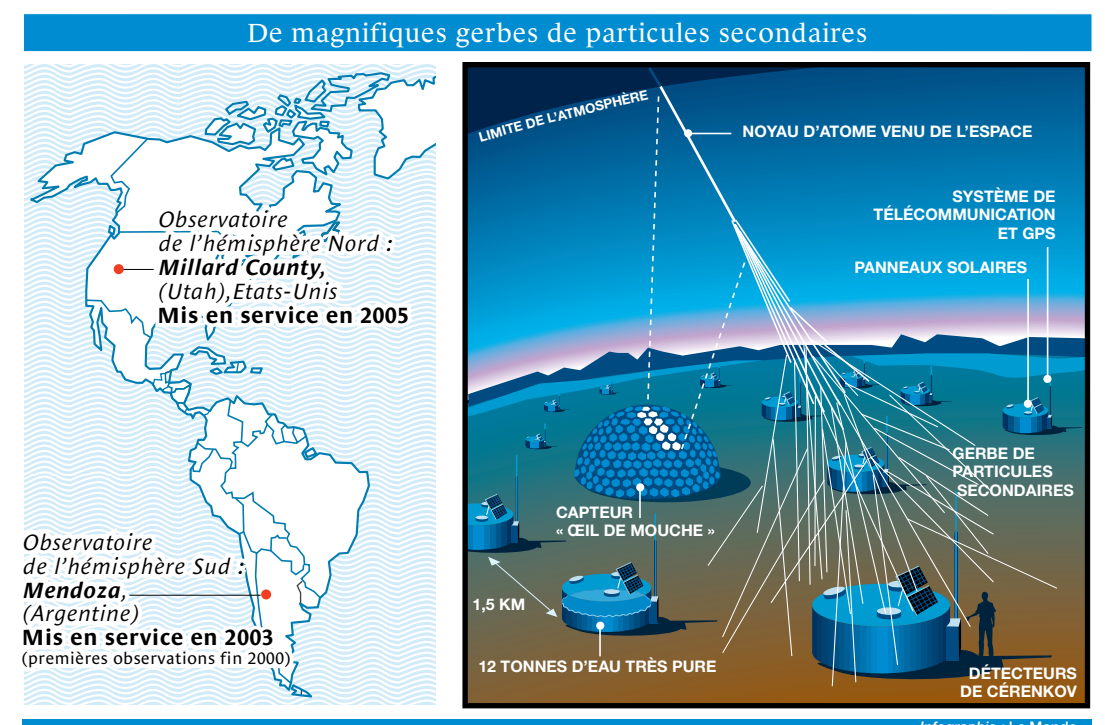 De magnifiques gerbes de particules secondaires
Observatoire
de l'hémisphère Nord :
Millard County,
(Utah), Etats-Unis
Mis en service en 2005
Observatoire
de l'hémisphère Sud :
Mendoza,
(Argentine)
Mis en service en 2003
(premières observations fin 2000)
LIMITE DE L'ATMOSPHÈRE
NOYAU D'ATOME VENU DE L'ESPACE
SYSTÈME DE
TÉLÉCOMMUNICATION
ET GPS
PANNEAUX SOLAIRES
GERBE DE
PARTICULES
SECONDAIRES
CAPTEUR
« ŒIL DE MOUCHE »
1,5 KM
12 TONNES D'EAU TRÈS PURE
DÉTECTEURS
DE CÉRENKOV
Infographie : Le Monde